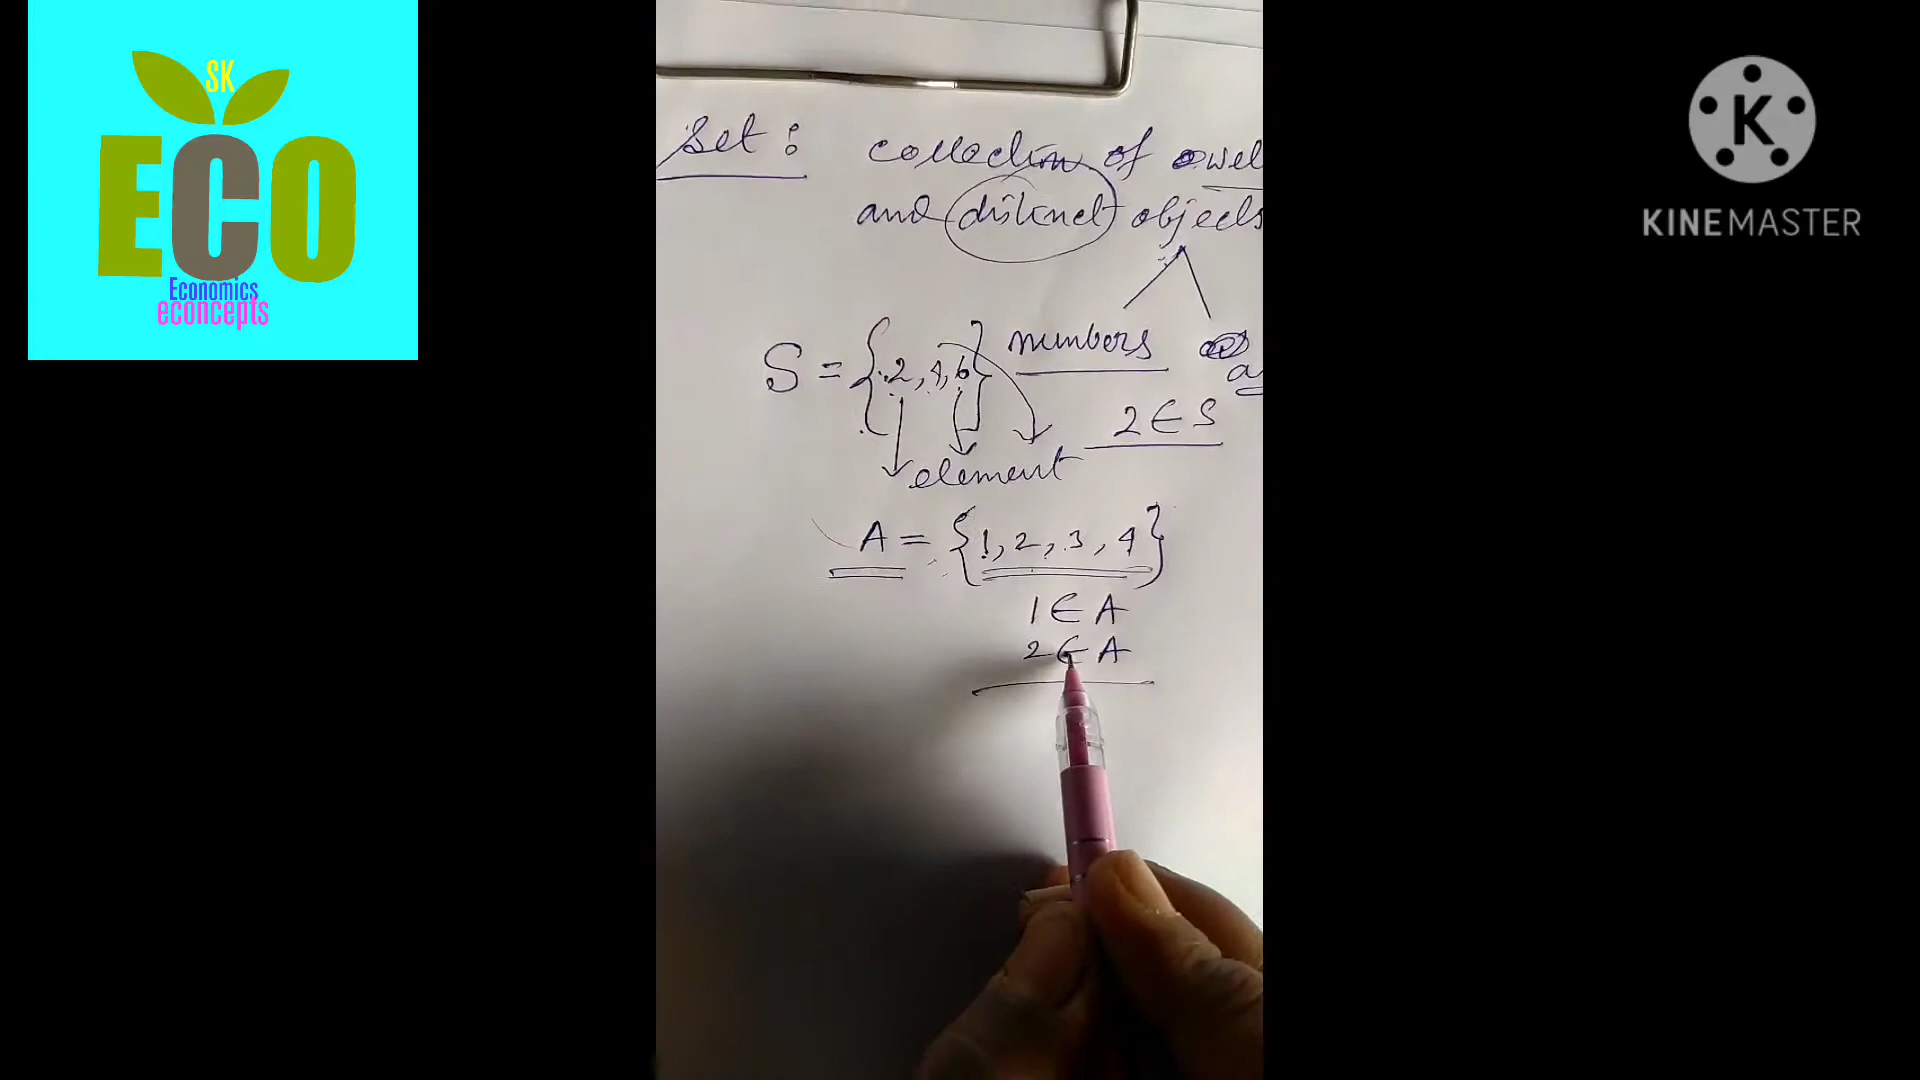 SK
ECO
Economics
econcepts
K
KINEMASTER
Set : collection of wel
and distinct objects
S = {2, 4, 6} numbers
a
2 ∈ S
element
A = {1, 2, 3, 4}
1 ∈ A
2 ∈ A